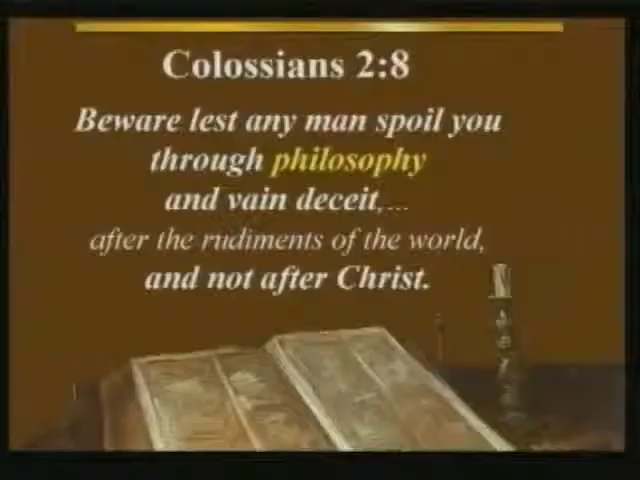 Colossians 2:8
Beware lest any man spoil you
through philosophy
and vain deceit,...
after the rudiments of the world,
and not after Christ.